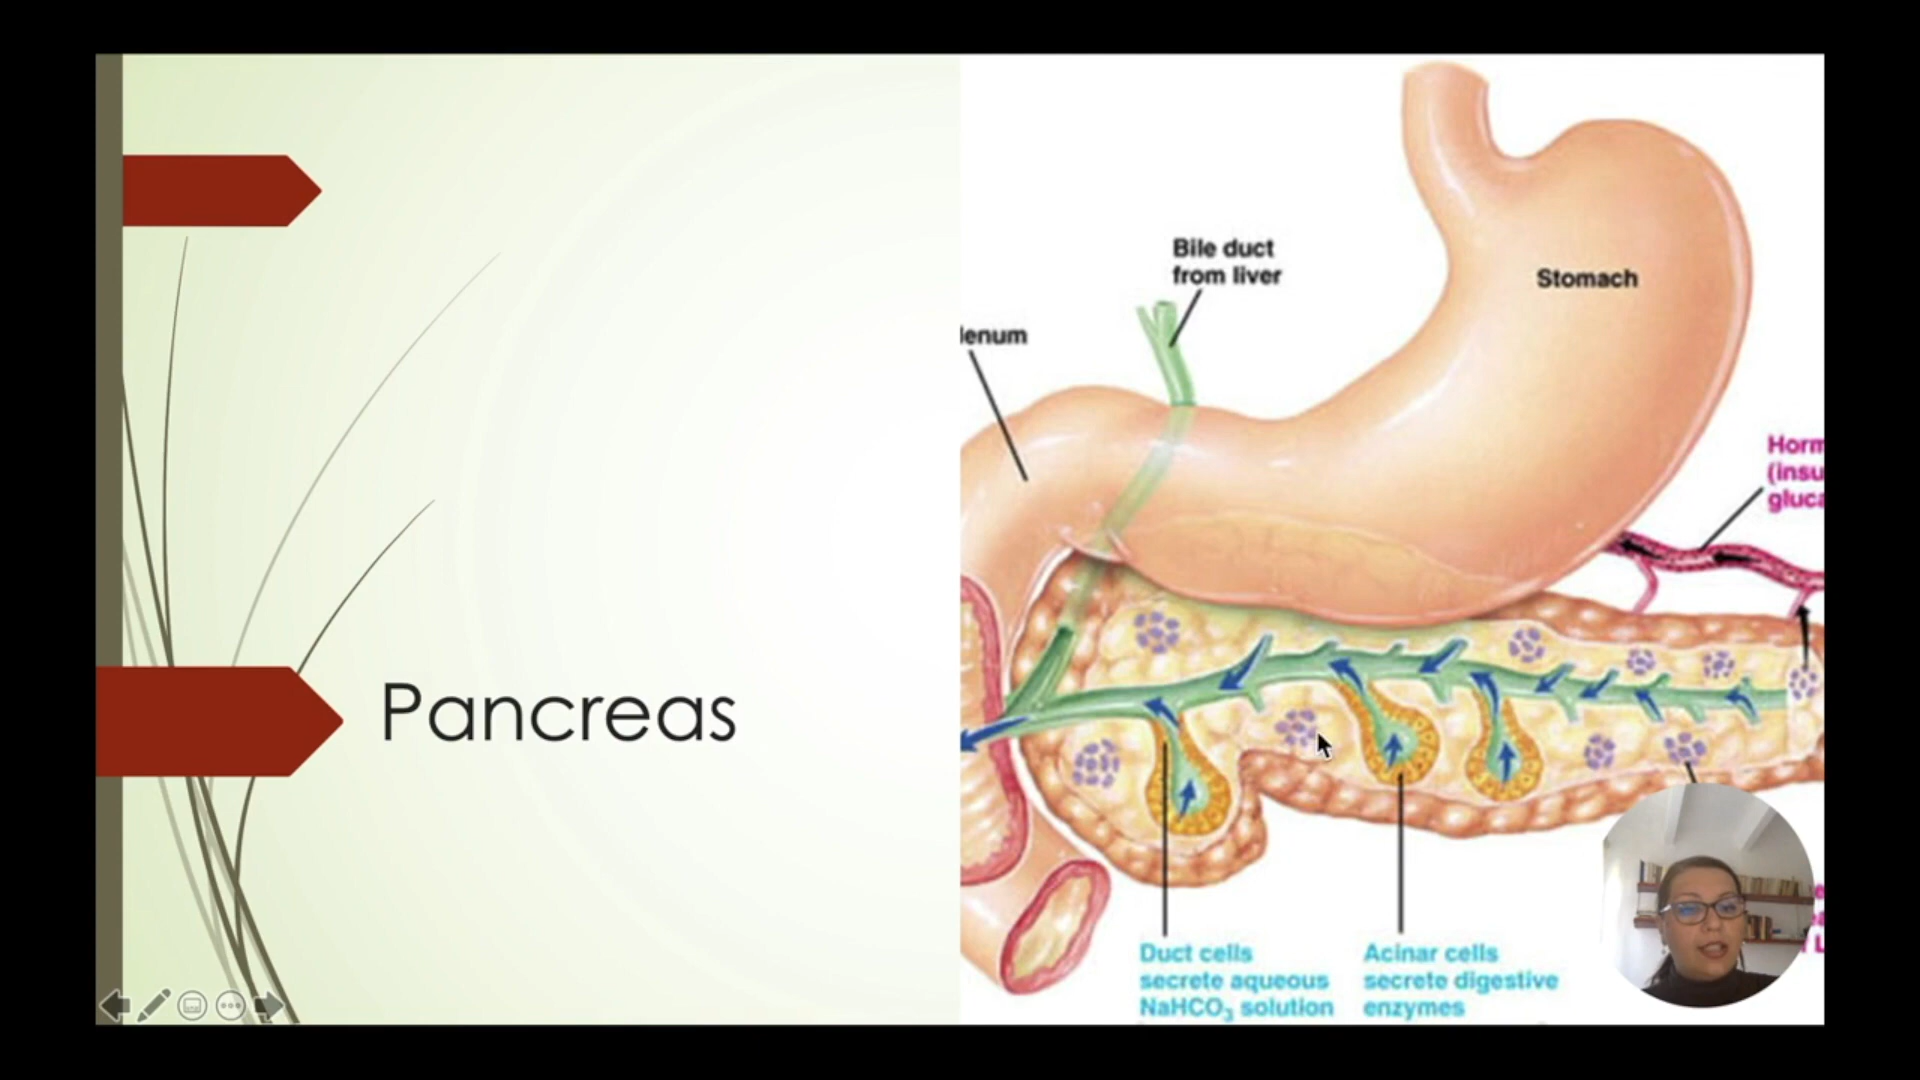 Pancreas
Bile duct
from liver
Stomach
lenum
Horm
(insu
gluca
Duct cells
secrete aqueous
NaHCO₃ solution
Acinar cells
secrete digestive
enzymes